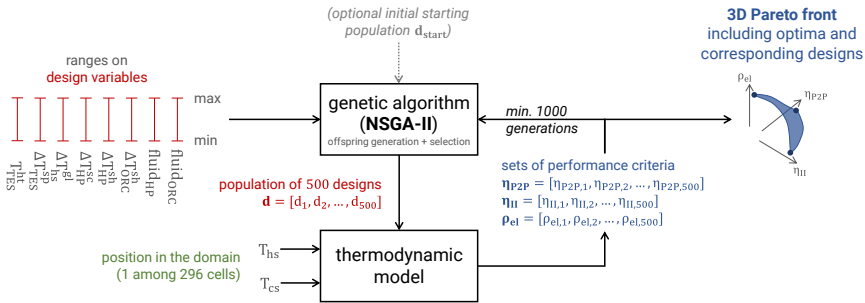 (optional initial starting
population d_start)
3D Pareto front
including optima and
corresponding designs
ranges on
design variables
max
min
T_TES^ht
ΔT_TES^sp
ΔT_hs^gl
ΔT_HP^sc
ΔT_HP^sh
ΔT_ORC^sh
fluid_HP
fluid_ORC
genetic algorithm
(NSGA-II)
offspring generation + selection
min. 1000
generations
ρ_el
η_P2P
η_II
population of 500 designs
d = [d_1, d_2, ... , d_500]
sets of performance criteria
η_P2P = [η_P2P,1, η_P2P,2, ... , η_P2P,500]
η_II = [η_II,1, η_II,2, ... , η_II,500]
ρ_el = [ρ_el,1, ρ_el,2, ... , ρ_el,500]
position in the domain
(1 among 296 cells)
T_hs
T_cs
thermodynamic
model